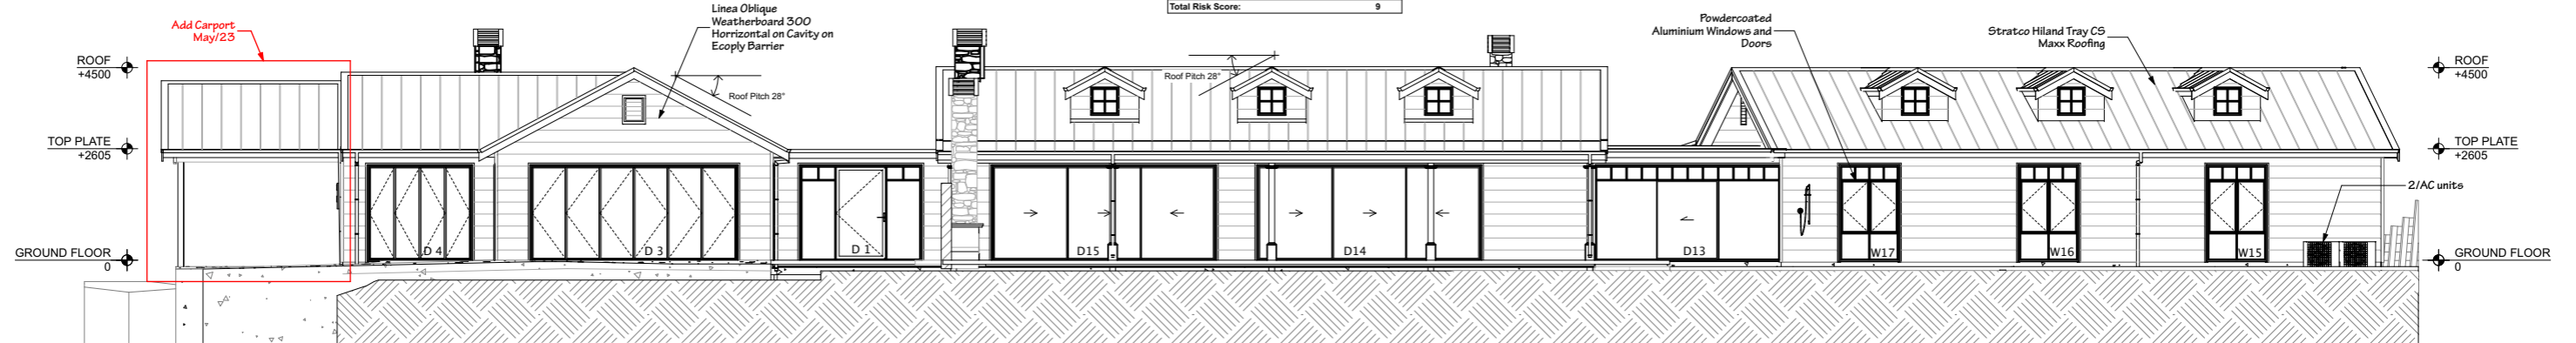 Total Risk Score: 9
Add Carport
May/23
Linea Oblique
Weatherboard 300
Horrizontal on Cavity on
Ecoply Barrier
Powdercoated
Aluminium Windows and
Doors
Stratco Hiland Tray CS
Maxx Roofing
ROOF
+4500
Roof Pitch 28°
Roof Pitch 28°
ROOF
+4500
TOP PLATE
+2605
TOP PLATE
+2605
2/AC units
GROUND FLOOR
0
D 4
D 3
D 1
D15
D14
D13
W17
W16
W15
GROUND FLOOR
0